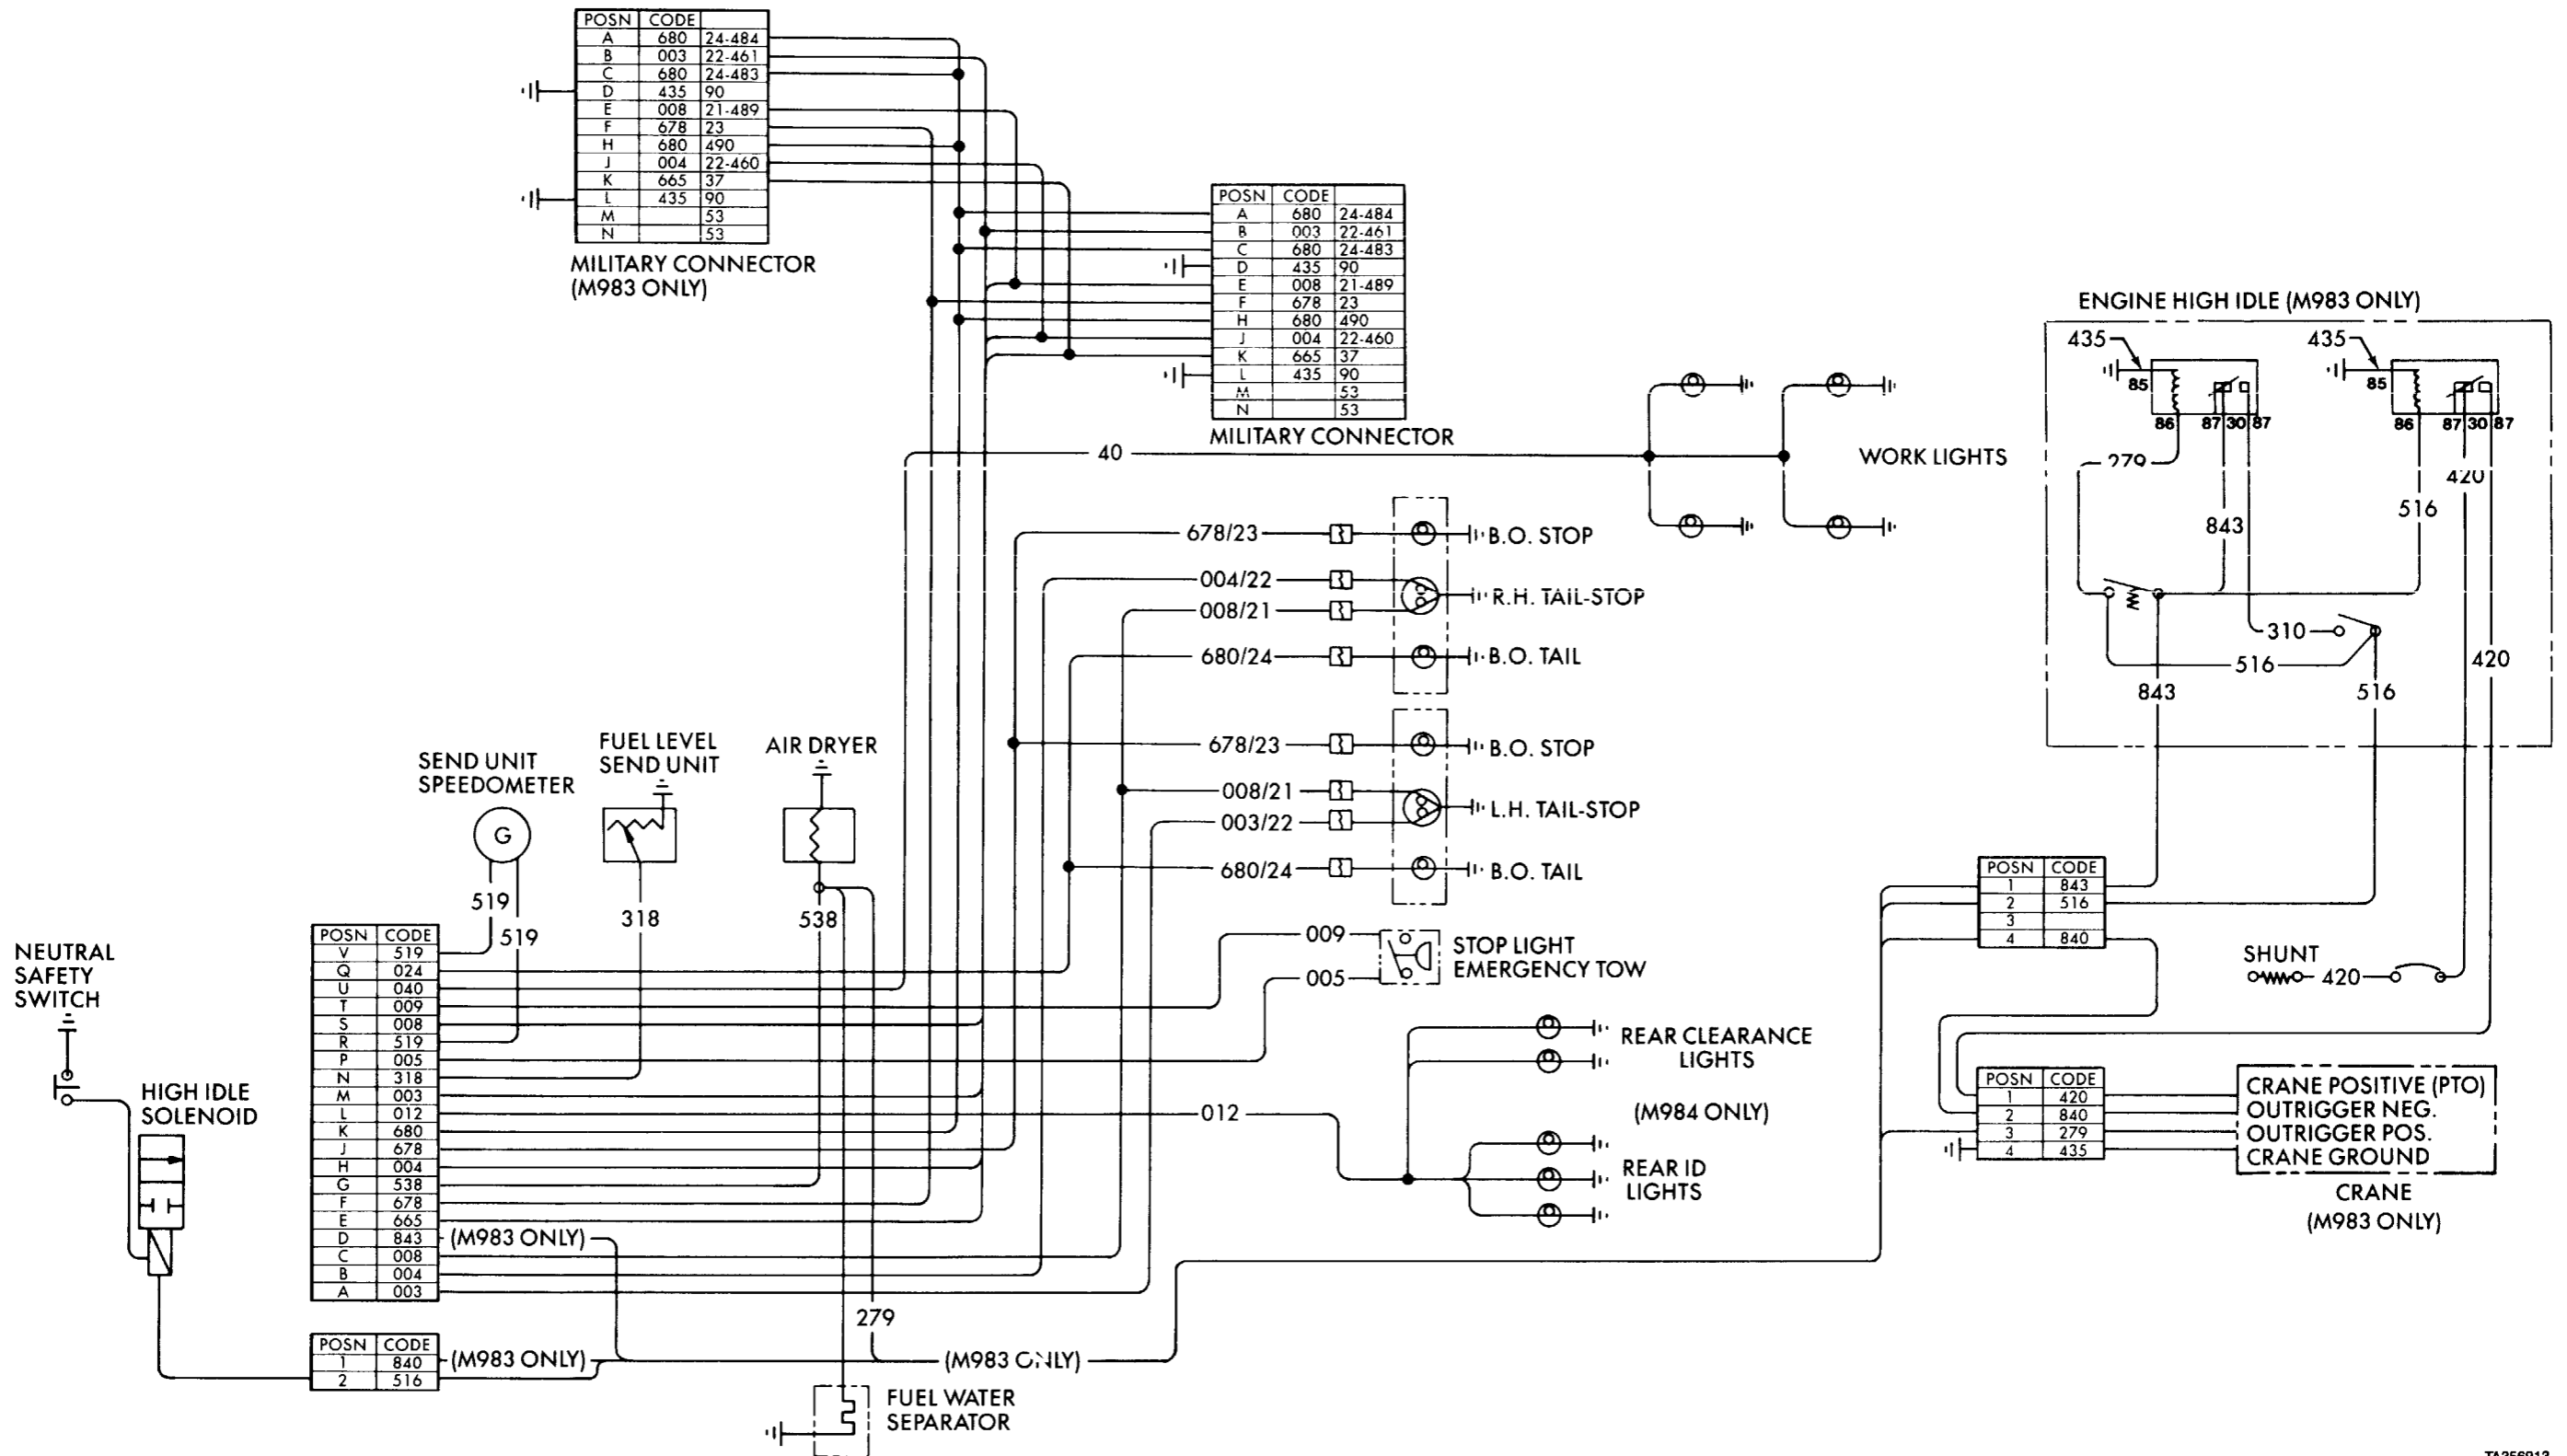 POSN CODE
A 680 24-484
B 003 22-461
C 680 24-483
D 435 90
E 008 21-489
F 678 23
H 680 490
J 004 22-460
K 665 37
L 435 90
M 53
N 53
MILITARY CONNECTOR
(M983 ONLY)
POSN CODE
A 680 24-484
B 003 22-461
C 680 24-483
D 435 90
E 008 21-489
F 678 23
H 680 490
J 004 22-460
K 665 37
L 435 90
M 53
N 53
MILITARY CONNECTOR
40
WORK LIGHTS
ENGINE HIGH IDLE (M983 ONLY)
435
85
86 87 30 87
435
85
86 87 30 87
279
843
420
516
310
516
420
843
516
678/23
B.O. STOP
004/22
008/21
R.H. TAIL-STOP
680/24
B.O. TAIL
678/23
B.O. STOP
008/21
003/22
L.H. TAIL-STOP
680/24
B.O. TAIL
009
005
STOP LIGHT
EMERGENCY TOW
REAR CLEARANCE
LIGHTS
(M984 ONLY)
012
REAR ID
LIGHTS
SEND UNIT
SPEEDOMETER
G
519
519
FUEL LEVEL
SEND UNIT
318
AIR DRYER
538
NEUTRAL
SAFETY
SWITCH
HIGH IDLE
SOLENOID
POSN CODE
V 519
Q 024
U 040
T 009
S 008
R 519
P 005
N 318
M 003
L 012
K 680
J 678
H 004
G 538
F 678
E 665
D 843 (M983 ONLY)
C 008
B 004
A 003
POSN CODE
1 840 (M983 ONLY)
2 516
279
(M983 ONLY)
FUEL WATER
SEPARATOR
POSN CODE
1 843
2 516
3
4 840
SHUNT
420
POSN CODE
1 420
2 840
3 279
4 435
CRANE POSITIVE (PTO)
OUTRIGGER NEG.
OUTRIGGER POS.
CRANE GROUND
CRANE
(M983 ONLY)